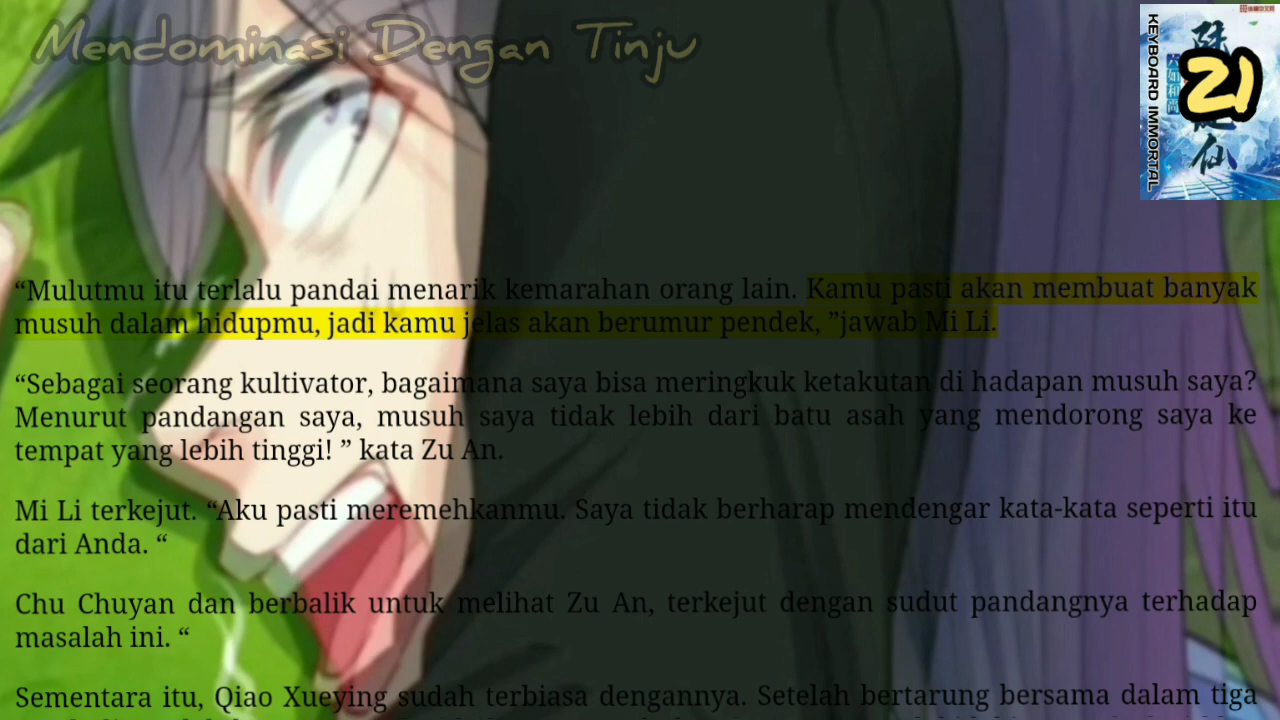 Mendominasi Dengan Tinju
KEYBOARD IMMORTAL
21
“Mulutmu itu terlalu pandai menarik kemarahan orang lain. Kamu pasti akan membuat banyak
musuh dalam hidupmu, jadi kamu jelas akan berumur pendek, ”jawab Mi Li.
“Sebagai seorang kultivator, bagaimana saya bisa meringkuk ketakutan di hadapan musuh saya?
Menurut pandangan saya, musuh saya tidak lebih dari batu asah yang mendorong saya ke
tempat yang lebih tinggi! ” kata Zu An.
Mi Li terkejut. “Aku pasti meremehkanmu. Saya tidak berharap mendengar kata-kata seperti itu
dari Anda. “
Chu Chuyan dan berbalik untuk melihat Zu An, terkejut dengan sudut pandangnya terhadap
masalah ini. “
Sementara itu, Qiao Xueying sudah terbiasa dengannya. Setelah bertarung bersama dalam tiga